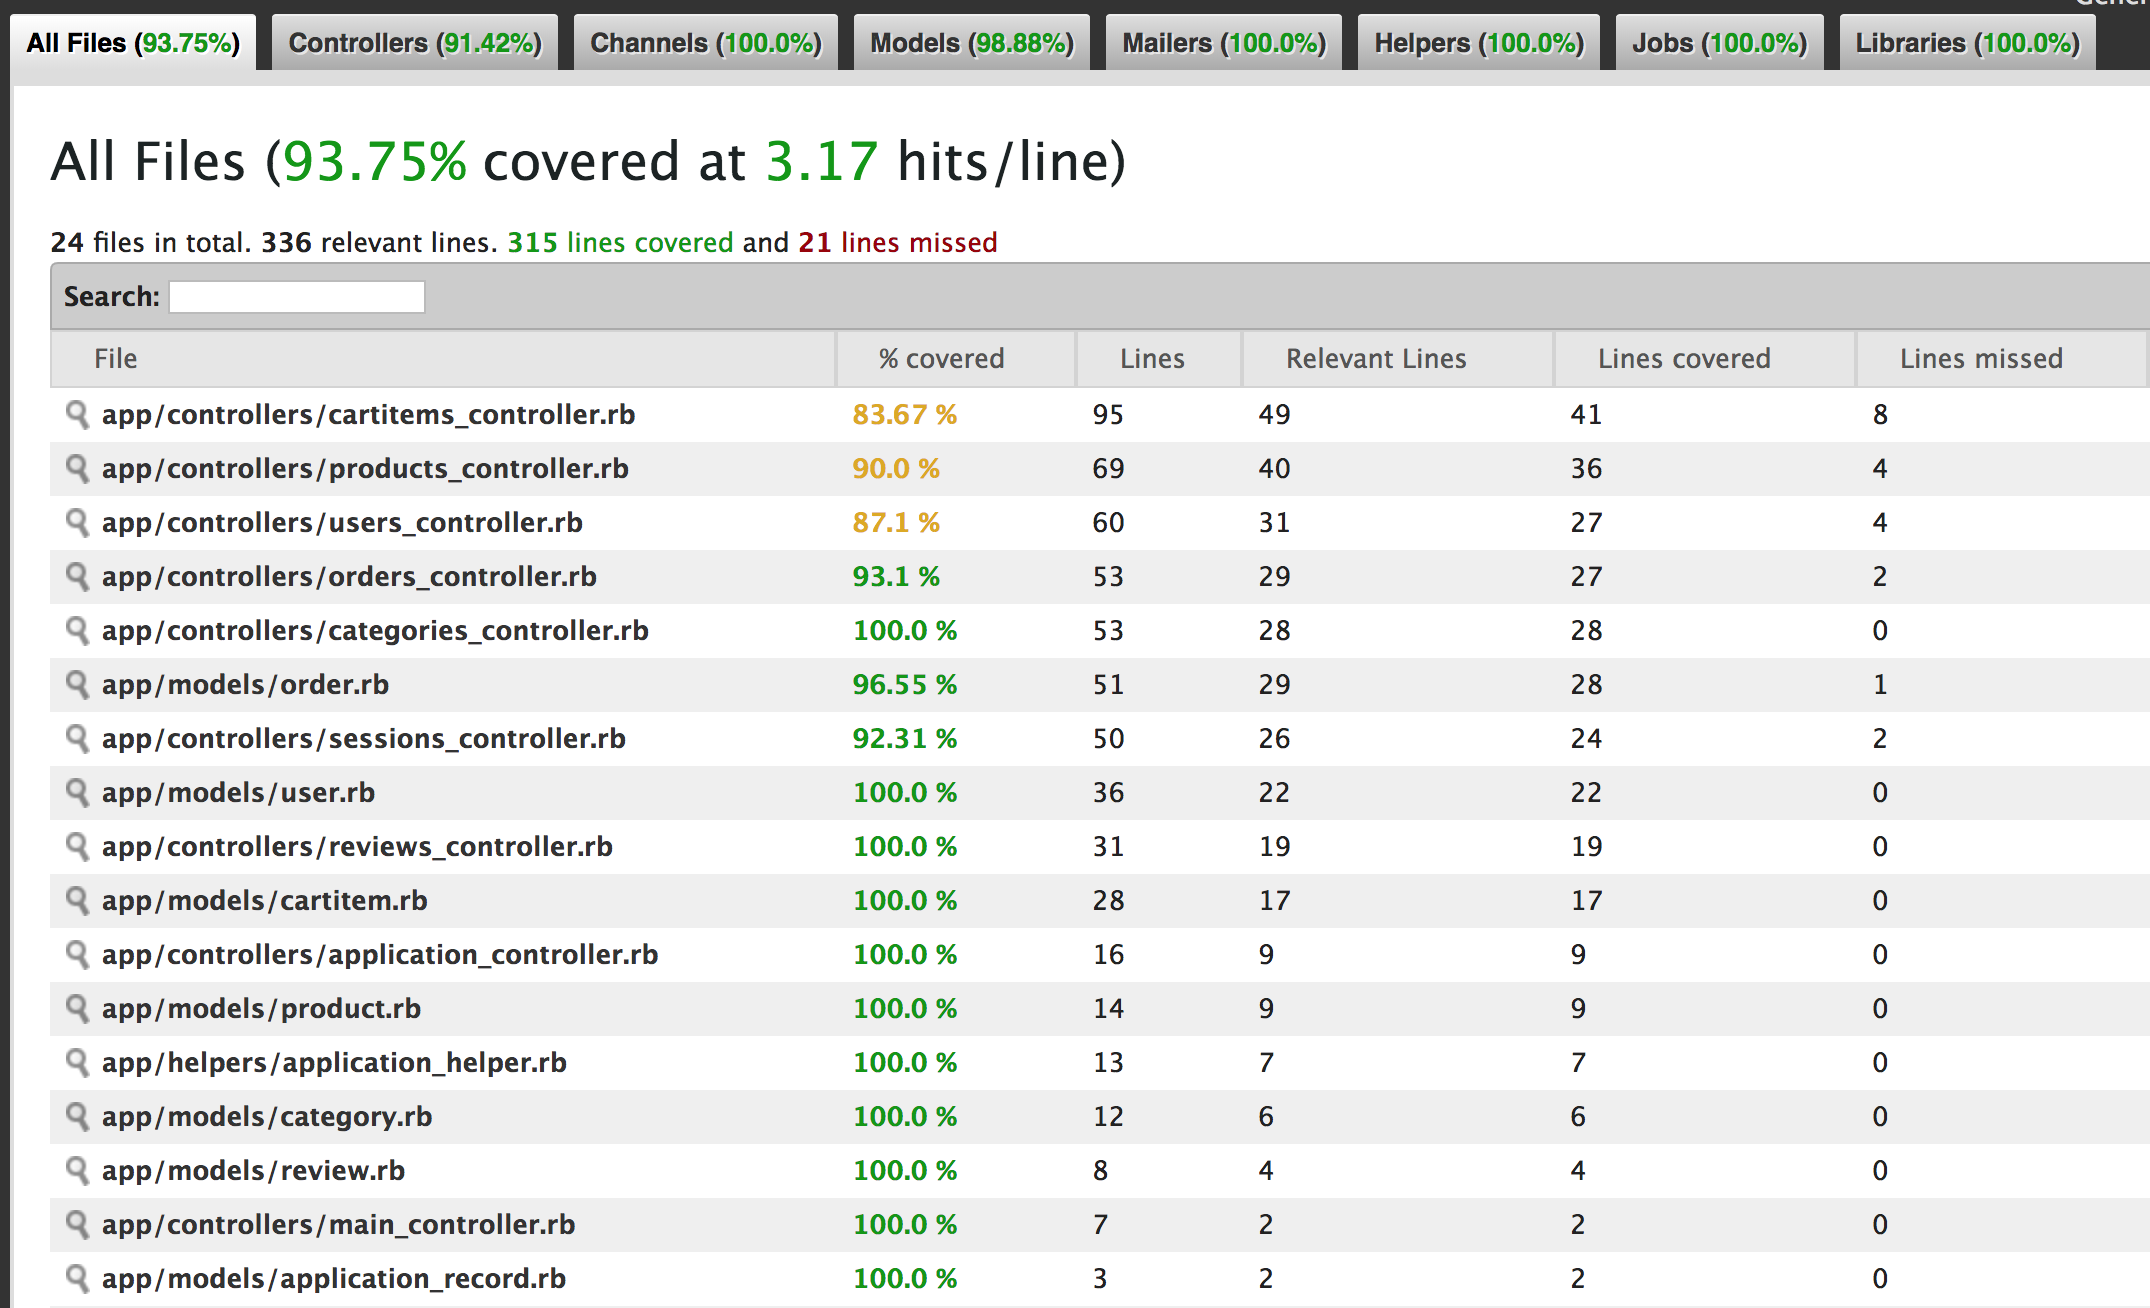 All Files (93.75%) Controllers (91.42%) Channels (100.0%) Models (98.88%) Mailers (100.0%) Helpers (100.0%) Jobs (100.0%) Libraries (100.0%)
All Files (93.75% covered at 3.17 hits/line)
24 files in total. 336 relevant lines. 315 lines covered and 21 lines missed
Search:
File % covered Lines Relevant Lines Lines covered Lines missed
app/controllers/cartitems_controller.rb 83.67 % 95 49 41 8
app/controllers/products_controller.rb 90.0 % 69 40 36 4
app/controllers/users_controller.rb 87.1 % 60 31 27 4
app/controllers/orders_controller.rb 93.1 % 53 29 27 2
app/controllers/categories_controller.rb 100.0 % 53 28 28 0
app/models/order.rb 96.55 % 51 29 28 1
app/controllers/sessions_controller.rb 92.31 % 50 26 24 2
app/models/user.rb 100.0 % 36 22 22 0
app/controllers/reviews_controller.rb 100.0 % 31 19 19 0
app/models/cartitem.rb 100.0 % 28 17 17 0
app/controllers/application_controller.rb 100.0 % 16 9 9 0
app/models/product.rb 100.0 % 14 9 9 0
app/helpers/application_helper.rb 100.0 % 13 7 7 0
app/models/category.rb 100.0 % 12 6 6 0
app/models/review.rb 100.0 % 8 4 4 0
app/controllers/main_controller.rb 100.0 % 7 2 2 0
app/models/application_record.rb 100.0 % 3 2 2 0